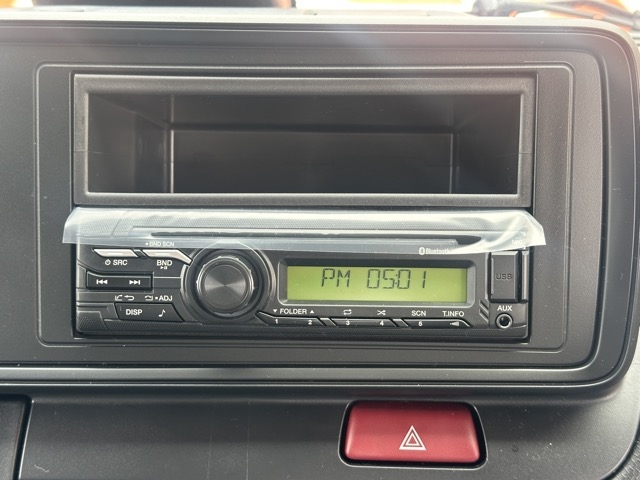 BND SCN
Bluetooth
SRC
BND
PM 05:01
USB
ADJ
DISP
FOLDER
SCN
T.INFO
AUX
1 2 3 4 5